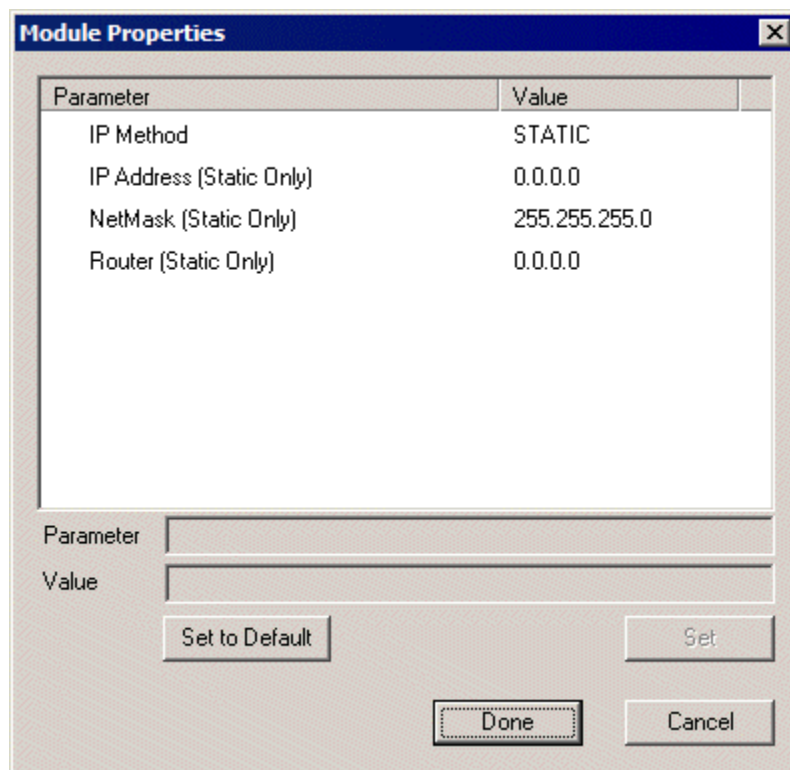 Module Properties
Parameter Value
IP Method STATIC
IP Address (Static Only) 0.0.0.0
NetMask (Static Only) 255.255.255.0
Router (Static Only) 0.0.0.0
Parameter
Value
Set to Default Set
Done Cancel